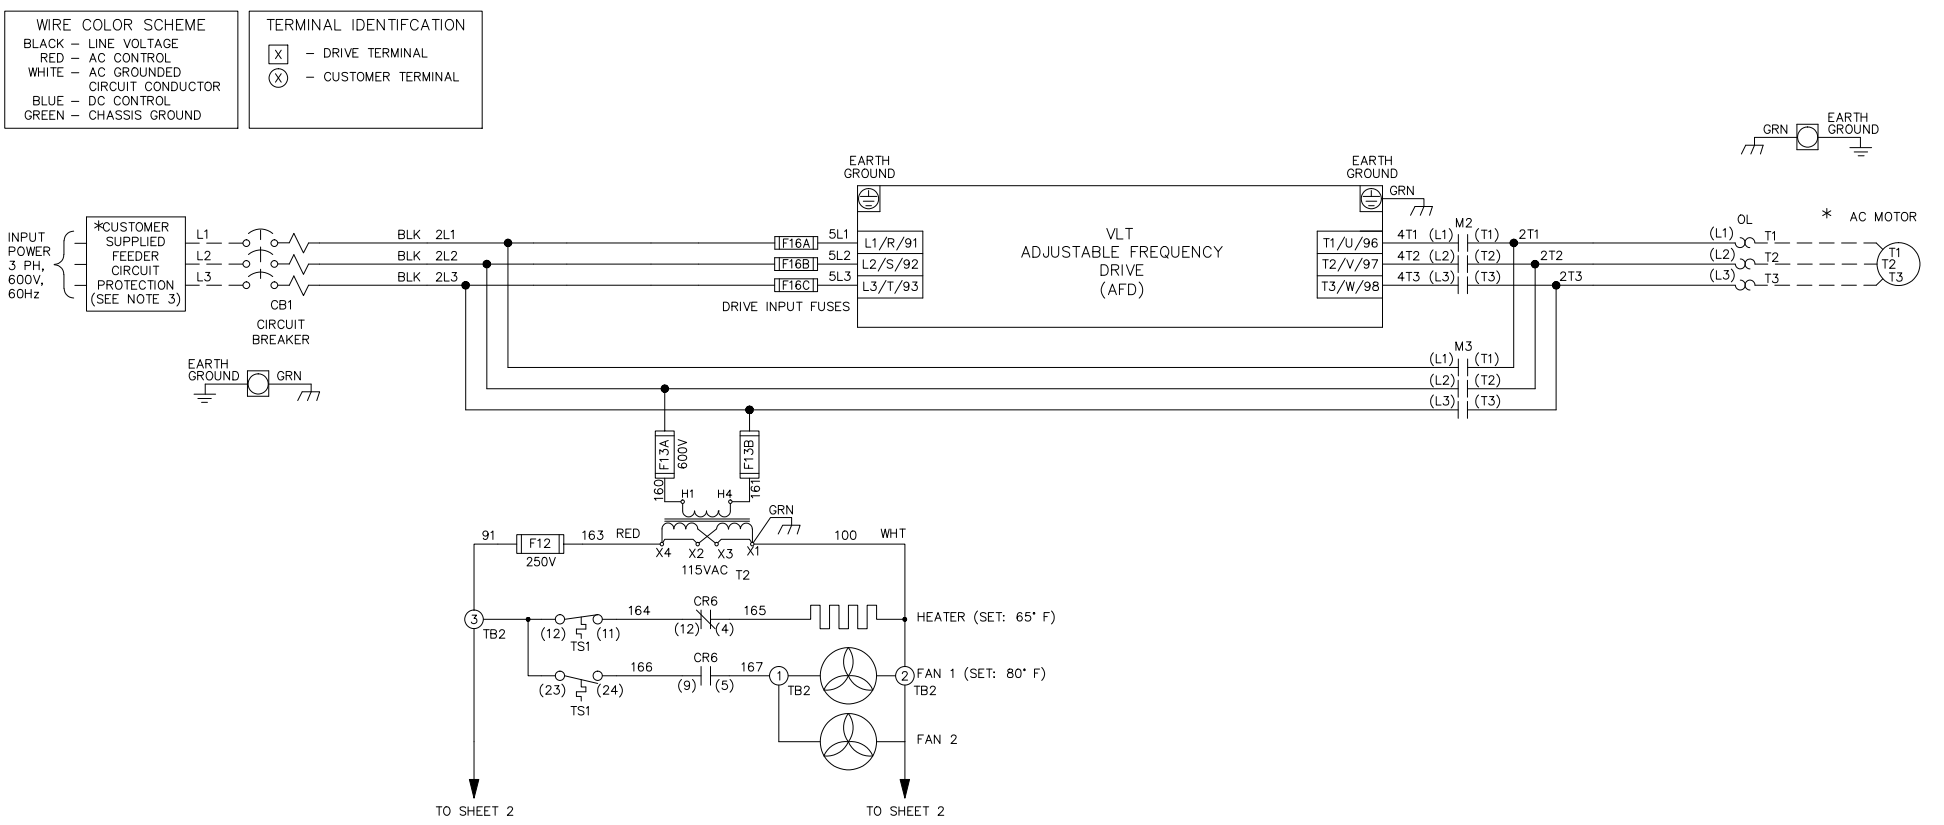 WIRE COLOR SCHEME
BLACK – LINE VOLTAGE
RED – AC CONTROL
WHITE – AC GROUNDED
CIRCUIT CONDUCTOR
BLUE – DC CONTROL
GREEN – CHASSIS GROUND
TERMINAL IDENTIFCATION
X – DRIVE TERMINAL
X – CUSTOMER TERMINAL
GRN
EARTH
GROUND
INPUT
POWER
3 PH,
600V,
60Hz
*CUSTOMER
SUPPLIED
FEEDER
CIRCUIT
PROTECTION
(SEE NOTE 3)
L1
L2
L3
CB1
CIRCUIT
BREAKER
BLK 2L1
BLK 2L2
BLK 2L3
F16A
F16B
F16C
5L1
5L2
5L3
DRIVE INPUT FUSES
EARTH
GROUND
L1/R/91
L2/S/92
L3/T/93
VLT
ADJUSTABLE FREQUENCY
DRIVE
(AFD)
EARTH
GROUND
GRN
T1/U/96
T2/V/97
T3/W/98
M2
4T1 (L1) (T1) 2T1
4T2 (L2) (T2) 2T2
4T3 (L3) (T3) 2T3
OL
(L1) T1
(L2) T2
(L3) T3
* AC MOTOR
T1
T2
T3
EARTH
GROUND
GRN
M3
(L1) (T1)
(L2) (T2)
(L3) (T3)
F13A
600V
F13B
160
161
H1 H4
GRN
91
F12
250V
163 RED
X4 X2 X3 X1
115VAC T2
100 WHT
3
TB2
(12) (11)
TS1
164
CR6
(12) (4)
165
HEATER (SET: 65° F)
(23) (24)
TS1
166
CR6
(9) (5)
167
1
TB2
2
TB2
FAN 1 (SET: 80° F)
FAN 2
TO SHEET 2
TO SHEET 2